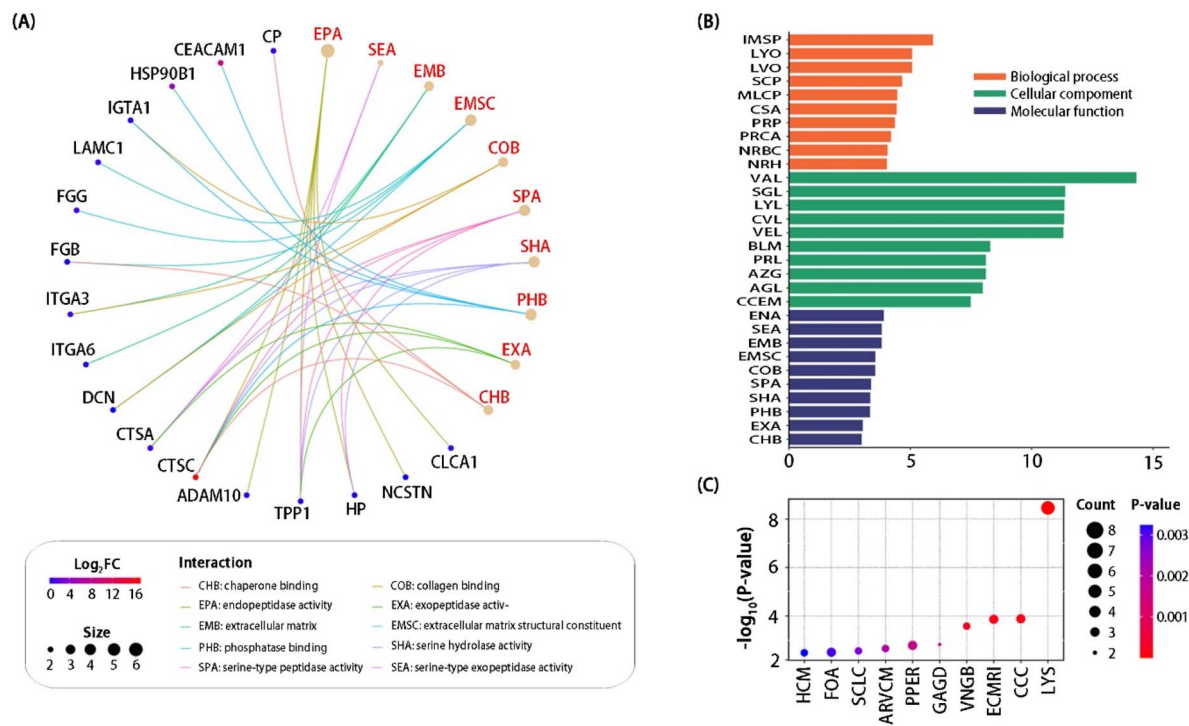 (A)
CP
EPA
SEA
CEACAM1
EMB
HSP90B1
EMSC
IGTA1
COB
LAMC1
SPA
FGG
SHA
FGB
PHB
ITGA3
EXA
ITGA6
CHB
DCN
CTSA
CLCA1
CTSC
NCSTN
ADAM10
HP
TPP1
Log2FC
0 4 8 12 16
Size
2 3 4 5 6
Interaction
CHB: chaperone binding
COB: collagen binding
EPA: endopeptidase activity
EXA: exopeptidase activ-
EMB: extracellular matrix
EMSC: extracellular matrix structural constituent
PHB: phosphatase binding
SHA: serine hydrolase activity
SPA: serine-type peptidase activity
SEA: serine-type exopeptidase activity
(B)
IMSP
LYO
LVO
SCP
MLCP
CSA
PRP
PRCA
NRBC
NRH
VAL
SGL
LYL
CVL
VEL
BLM
PRL
AZG
AGL
CCEM
ENA
SEA
EMB
EMSC
COB
SPA
SHA
PHB
EXA
CHB
0 5 10 15
Biological process
Cellular compoment
Molecular function
(C)
-log10(P-value)
8
6
4
2
HCM
FOA
SCLC
ARVCM
PPER
GAGD
VNGB
ECMRI
CCC
LYS
Count
8
7
6
5
4
3
2
P-value
0.003
0.002
0.001